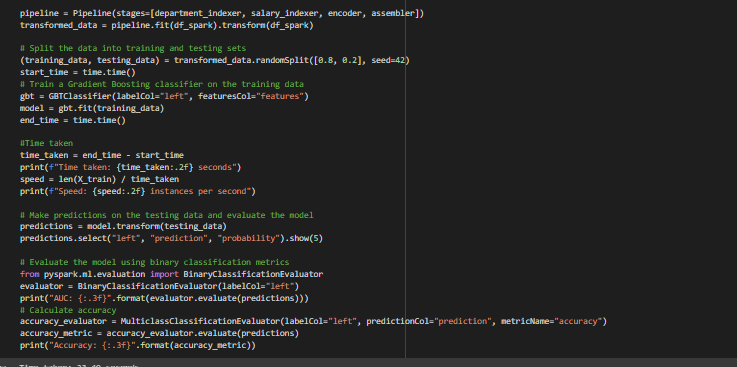 pipeline = Pipeline(stages=[department_indexer, salary_indexer, encoder, assembler])
transformed_data = pipeline.fit(df_spark).transform(df_spark)
# Split the data into training and testing sets
(training_data, testing_data) = transformed_data.randomSplit([0.8, 0.2], seed=42)
start_time = time.time()
# Train a Gradient Boosting classifier on the training data
gbt = GBTClassifier(labelCol="left", featuresCol="features")
model = gbt.fit(training_data)
end_time = time.time()
#Time taken
time_taken = end_time - start_time
print(f"Time taken: {time_taken:.2f} seconds")
speed = len(X_train) / time_taken
print(f"Speed: {speed:.2f} instances per second")
# Make predictions on the testing data and evaluate the model
predictions = model.transform(testing_data)
predictions.select("left", "prediction", "probability").show(5)
# Evaluate the model using binary classification metrics
from pyspark.ml.evaluation import BinaryClassificationEvaluator
evaluator = BinaryClassificationEvaluator(labelCol="left")
print("AUC: {:.3f}".format(evaluator.evaluate(predictions)))
# Calculate accuracy
accuracy_evaluator = MulticlassClassificationEvaluator(labelCol="left", predictionCol="prediction", metricName="accuracy")
accuracy_metric = accuracy_evaluator.evaluate(predictions)
print("Accuracy: {:.3f}".format(accuracy_metric))